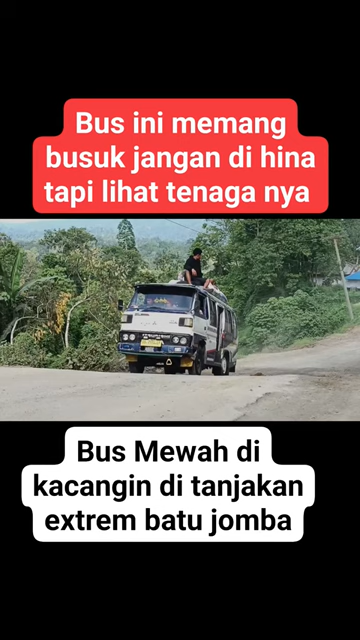 Bus ini memang
busuk jangan di hina
tapi lihat tenaga nya
Bus Mewah di
kacangin di tanjakan
extrem batu jomba